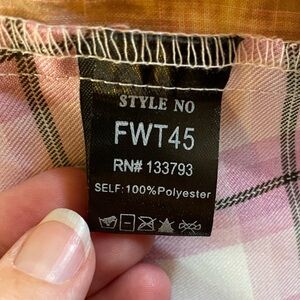 STYLE NO
FWT45
RN# 133793
SELF:100%Polyester